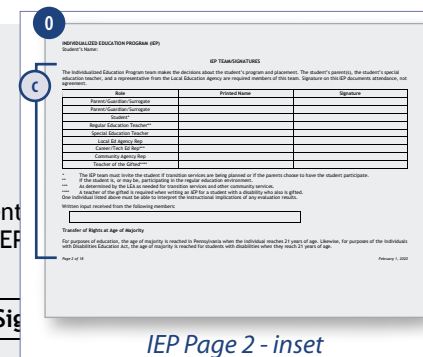 0
INDIVIDUALIZED EDUCATION PROGRAM (IEP)
Student's Name:
IEP TEAM/SIGNATURES
The Individualized Education Program team makes the decisions about the student's program and placement. The student's parent(s), the student's special
education teacher, and a representative from the Local Education Agency are required members of this team. Signature on this IEP documents attendance, not
agreement.
C
Role Printed Name Signature
Parent/Guardian/Surrogate
Parent/Guardian/Surrogate
Student*
Regular Education Teacher**
Special Education Teacher
Local Ed Agency Rep
Career/Tech Ed Rep***
Community Agency Rep
Teacher of the Gifted****
* The IEP team must invite the student if transition services are being planned or if the parents choose to have the student participate.
** If the student is, or may be, participating in the regular education environment.
*** As determined by the LEA as needed for transition services and other community services.
**** A teacher of the gifted is required when writing an IEP for a student with a disability who also is gifted.
One individual listed above must be able to interpret the instructional implications of any evaluation results.
Written input received from the following members:
Transfer of Rights at Age of Majority
For purposes of education, the age of majority is reached in Pennsylvania when the individual reaches 21 years of age. Likewise, for purposes of the Individuals
with Disabilities Education Act, the age of majority is reached for students with disabilities when they reach 21 years of age.
Page 2 of 18 February 1, 2020
ent
EP
Sig
IEP Page 2 - inset